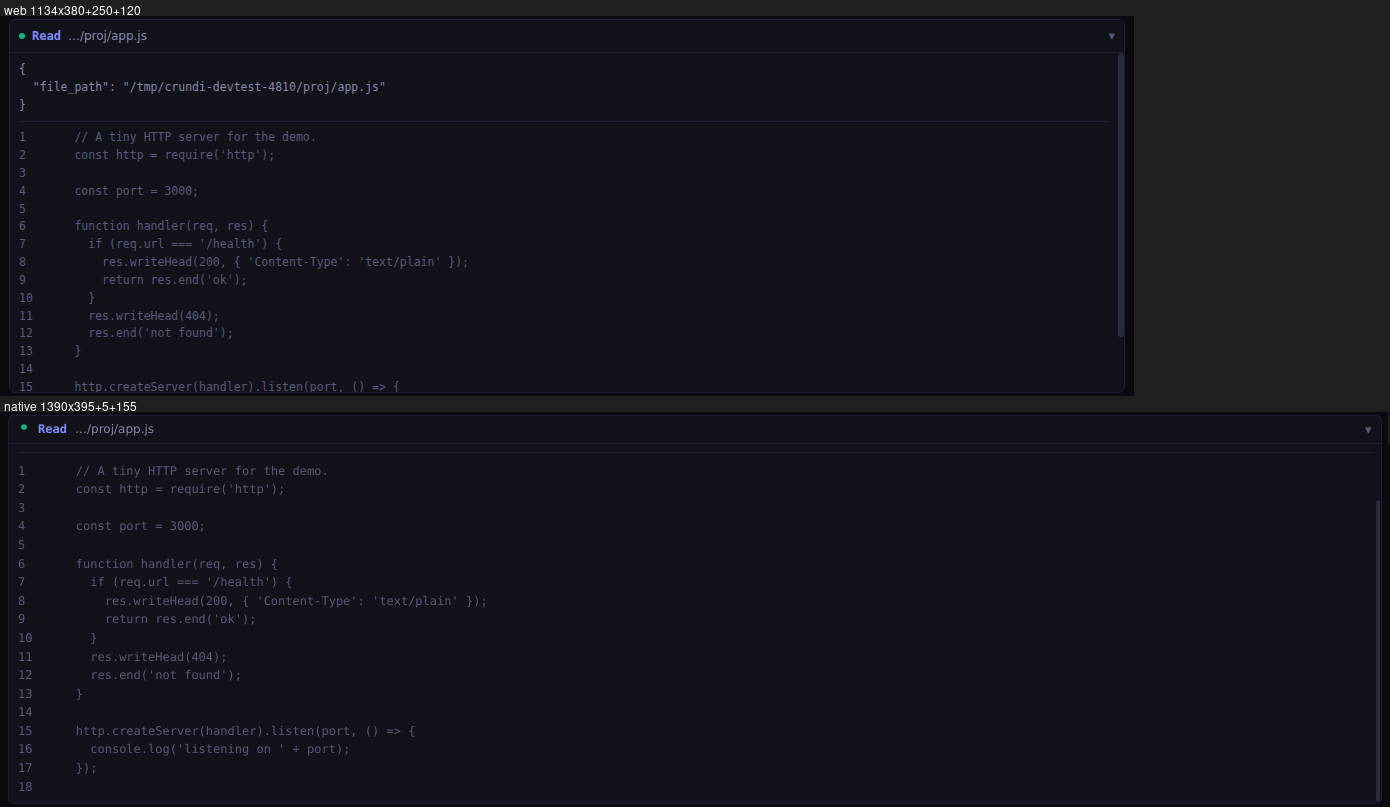 web 1134x380+250+120
Read .../proj/app.js
{
  "file_path": "/tmp/crundi-devtest-4810/proj/app.js"
}
1      // A tiny HTTP server for the demo.
2      const http = require('http');
3
4      const port = 3000;
5
6      function handler(req, res) {
7        if (req.url === '/health') {
8          res.writeHead(200, { 'Content-Type': 'text/plain' });
9          return res.end('ok');
10       }
11       res.writeHead(404);
12       res.end('not found');
13     }
14
15     http.createServer(handler).listen(port, () => {
native 1390x395+5+155
Read .../proj/app.js
1      // A tiny HTTP server for the demo.
2      const http = require('http');
3
4      const port = 3000;
5
6      function handler(req, res) {
7        if (req.url === '/health') {
8          res.writeHead(200, { 'Content-Type': 'text/plain' });
9          return res.end('ok');
10       }
11       res.writeHead(404);
12       res.end('not found');
13     }
14
15     http.createServer(handler).listen(port, () => {
16       console.log('listening on ' + port);
17     });
18